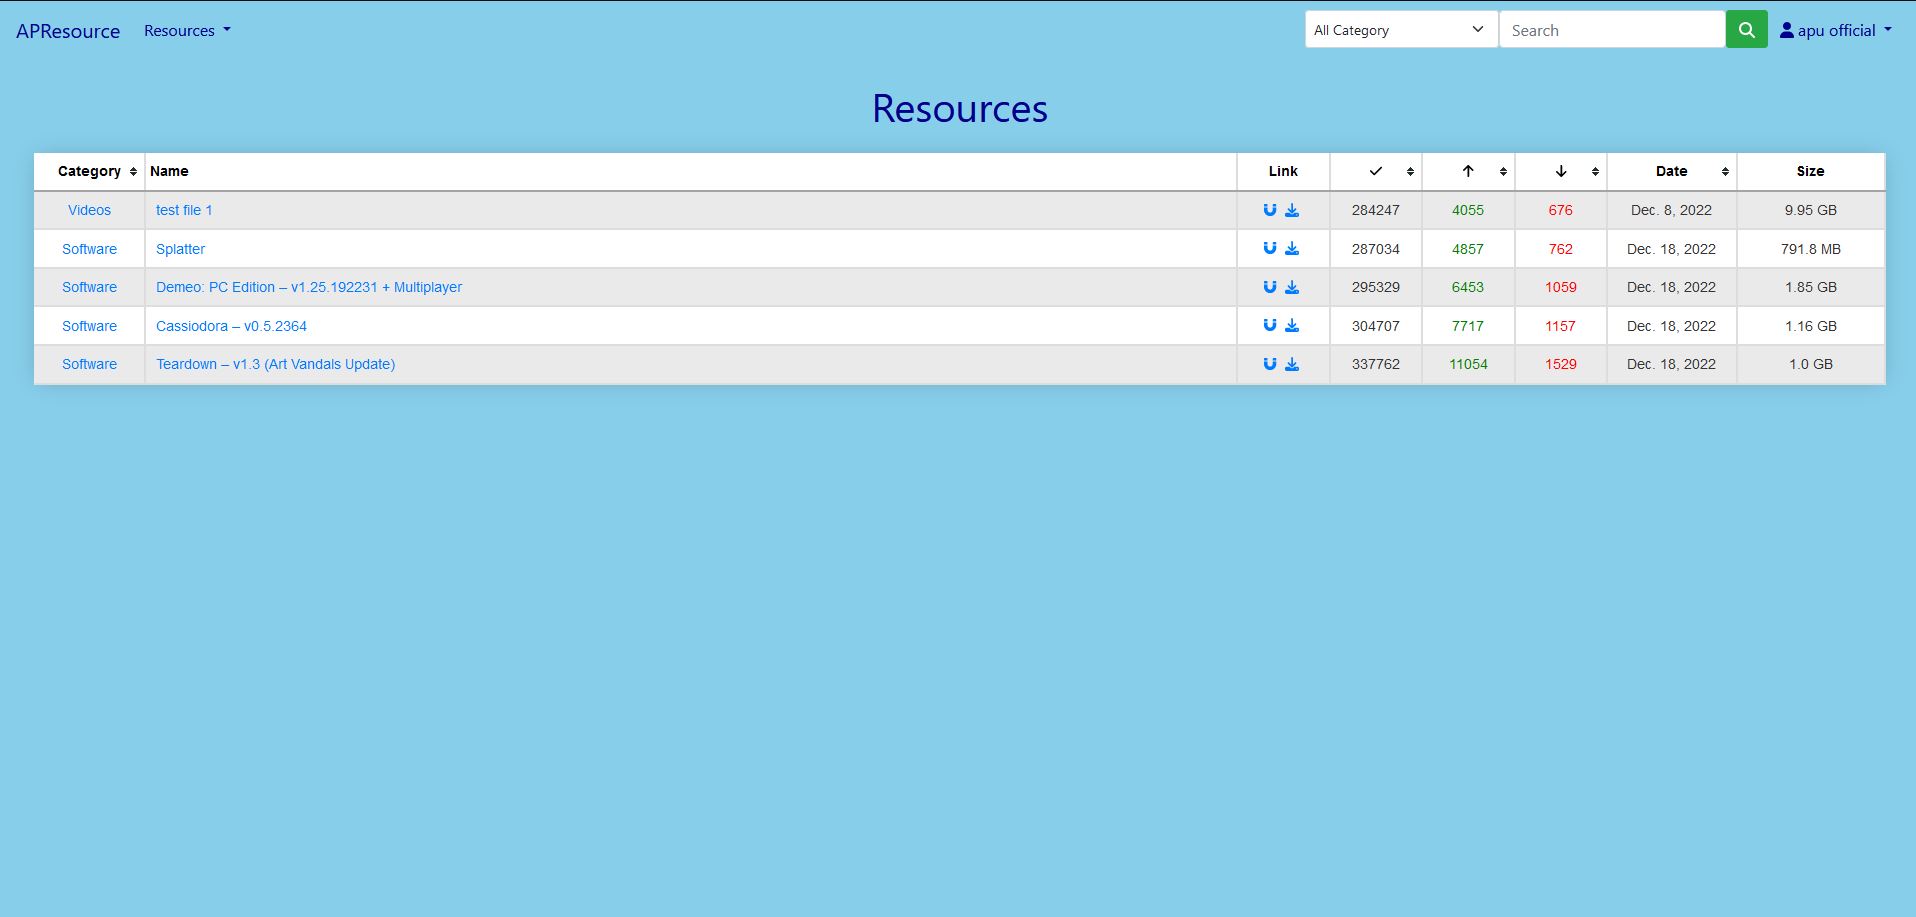 APResource Resources All Category Search apu official
Resources
Category Name Link Date Size
Videos test file 1 284247 4055 676 Dec. 8, 2022 9.95 GB
Software Splatter 287034 4857 762 Dec. 18, 2022 791.8 MB
Software Demeo: PC Edition – v1.25.192231 + Multiplayer 295329 6453 1059 Dec. 18, 2022 1.85 GB
Software Cassiodora – v0.5.2364 304707 7717 1157 Dec. 18, 2022 1.16 GB
Software Teardown – v1.3 (Art Vandals Update) 337762 11054 1529 Dec. 18, 2022 1.0 GB